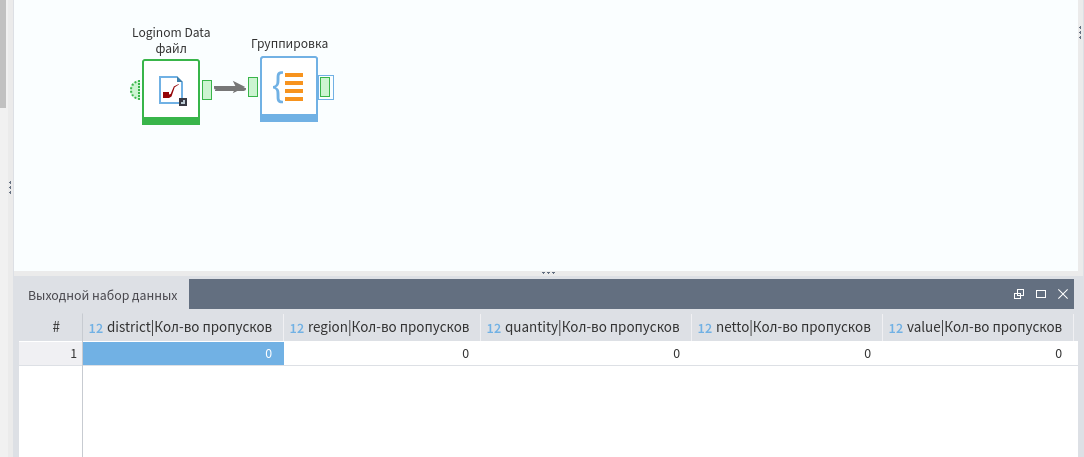 Loginom Data
файл
Группировка
Выходной набор данных
# 12 district|Кол-во пропусков 12 region|Кол-во пропусков 12 quantity|Кол-во пропусков 12 netto|Кол-во пропусков 12 value|Кол-во пропусков
1 0 0 0 0 0